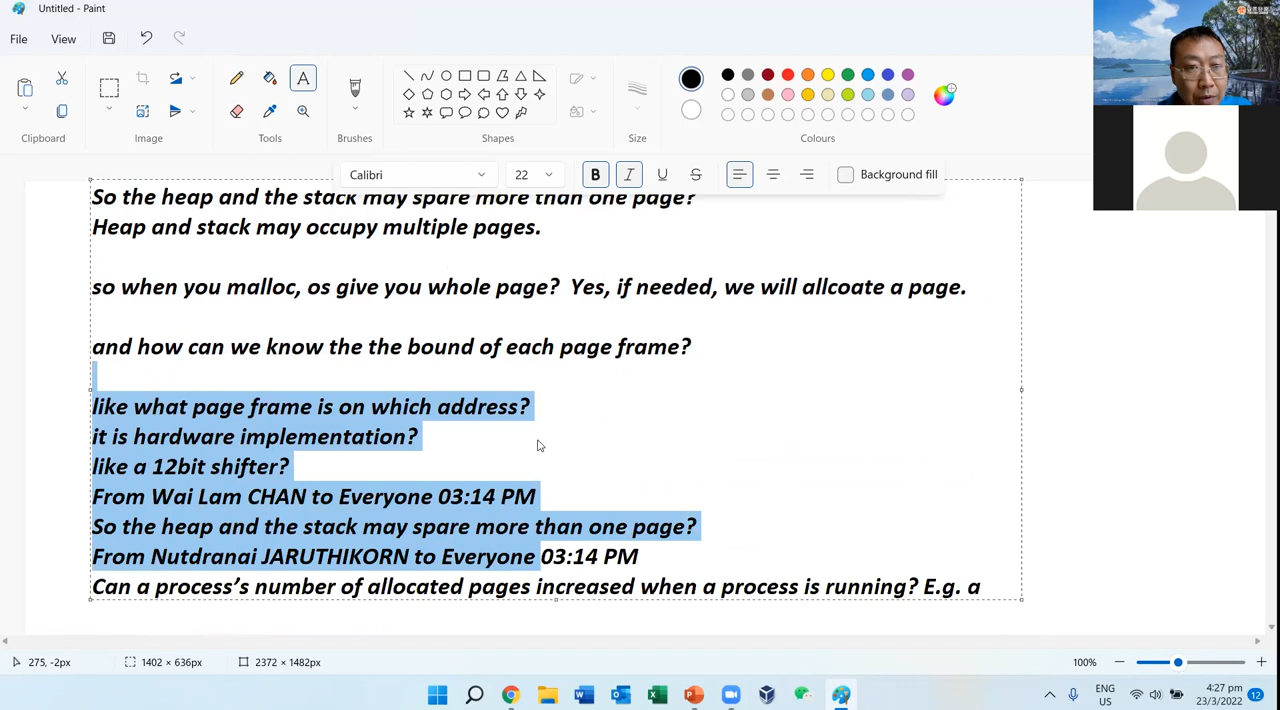 Untitled - Paint
File
View
Clipboard
Image
Tools
Brushes
Shapes
Size
Colours
A
Calibri
22
B
I
U
S
Background fill
So the heap and the stack may spare more than one page?
Heap and stack may occupy multiple pages.
so when you malloc, os give you whole page?  Yes, if needed, we will allcoate a page.
and how can we know the the bound of each page frame?
like what page frame is on which address?
it is hardware implementation?
like a 12bit shifter?
From Wai Lam CHAN to Everyone 03:14 PM
So the heap and the stack may spare more than one page?
From Nutdranai JARUTHIKORN to Everyone 03:14 PM
Can a process’s number of allocated pages increased when a process is running? E.g. a
275, -2px
1402 × 636px
2372 × 1482px
100%
ENG
US
4:27 pm
23/3/2022
12